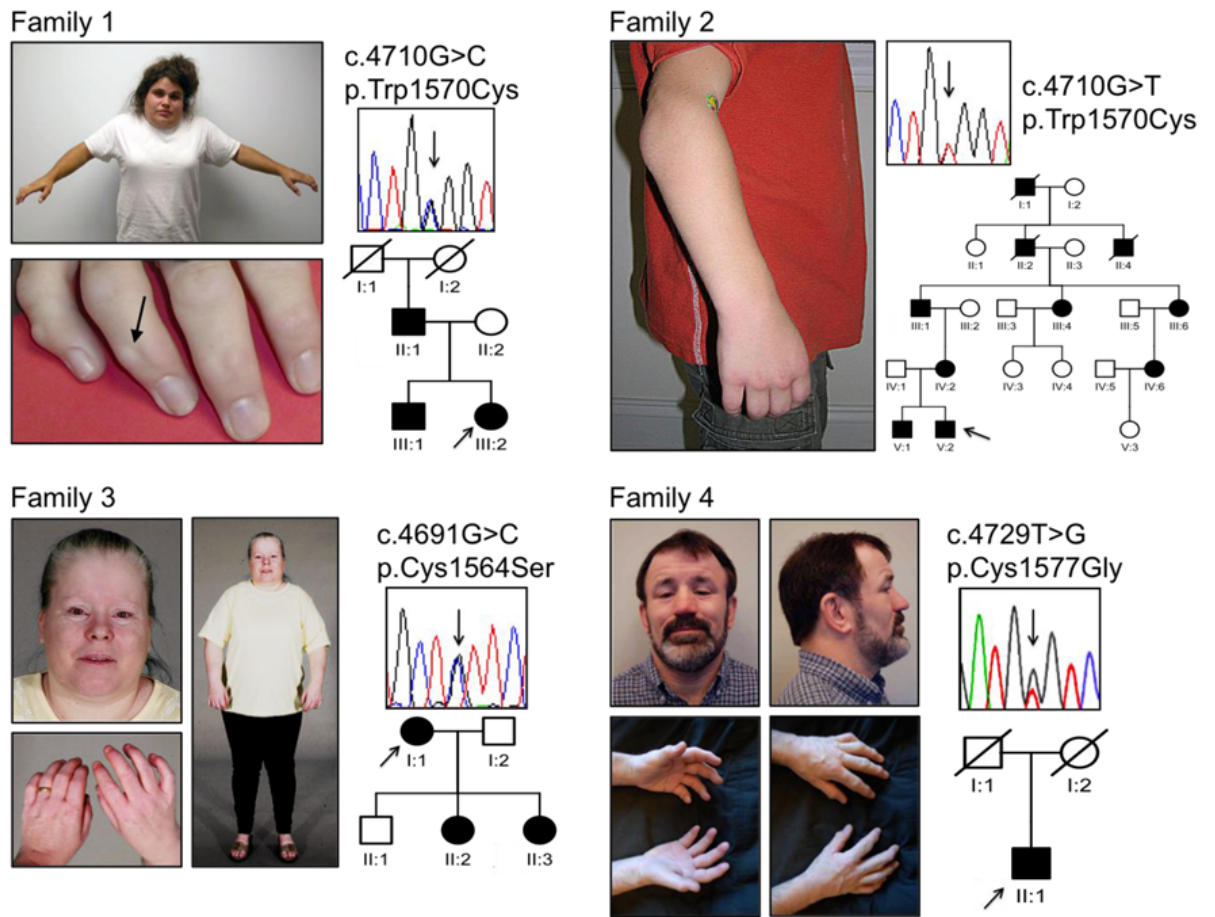 Family 1
c.4710G>C
p.Trp1570Cys
I:1
I:2
II:1
II:2
III:1
III:2
Family 2
c.4710G>T
p.Trp1570Cys
I:1
I:2
II:1
II:2
II:3
II:4
III:1
III:2
III:3
III:4
III:5
III:6
IV:1
IV:2
IV:3
IV:4
IV:5
IV:6
V:1
V:2
V:3
Family 3
c.4691G>C
p.Cys1564Ser
I:1
I:2
II:1
II:2
II:3
Family 4
c.4729T>G
p.Cys1577Gly
I:1
I:2
II:1